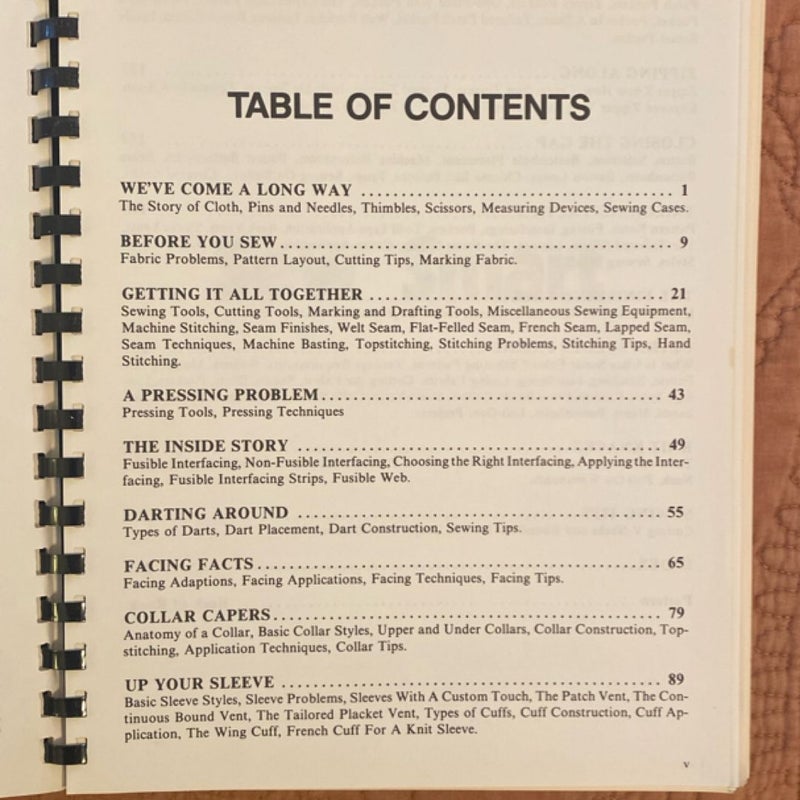 TABLE OF CONTENTS
WE'VE COME A LONG WAY ........................................ 1
The Story of Cloth, Pins and Needles, Thimbles, Scissors, Measuring Devices, Sewing Cases.
BEFORE YOU SEW.................................................. 9
Fabric Problems, Pattern Layout, Cutting Tips, Marking Fabric.
GETTING IT ALL TOGETHER ..................................... 21
Sewing Tools, Cutting Tools, Marking and Drafting Tools, Miscellaneous Sewing Equipment,
Machine Stitching, Seam Finishes, Welt Seam, Flat-Felled Seam, French Seam, Lapped Seam,
Seam Techniques, Machine Basting, Topstitching, Stitching Problems, Stitching Tips, Hand
Stitching.
A PRESSING PROBLEM........................................... 43
Pressing Tools, Pressing Techniques
THE INSIDE STORY .............................................. 49
Fusible Interfacing, Non-Fusible Interfacing, Choosing the Right Interfacing, Applying the Inter-
facing, Fusible Interfacing Strips, Fusible Web.
DARTING AROUND .............................................. 55
Types of Darts, Dart Placement, Dart Construction, Sewing Tips.
FACING FACTS.................................................... 65
Facing Adaptions, Facing Applications, Facing Techniques, Facing Tips.
COLLAR CAPERS.................................................. 79
Anatomy of a Collar, Basic Collar Styles, Upper and Under Collars, Collar Construction, Top-
stitching, Application Techniques, Collar Tips.
UP YOUR SLEEVE ................................................. 89
Basic Sleeve Styles, Sleeve Problems, Sleeves With A Custom Touch, The Patch Vent, The Con-
tinuous Bound Vent, The Tailored Placket Vent, Types of Cuffs, Cuff Construction, Cuff Ap-
plication, The Wing Cuff, French Cuff For A Knit Sleeve.
v